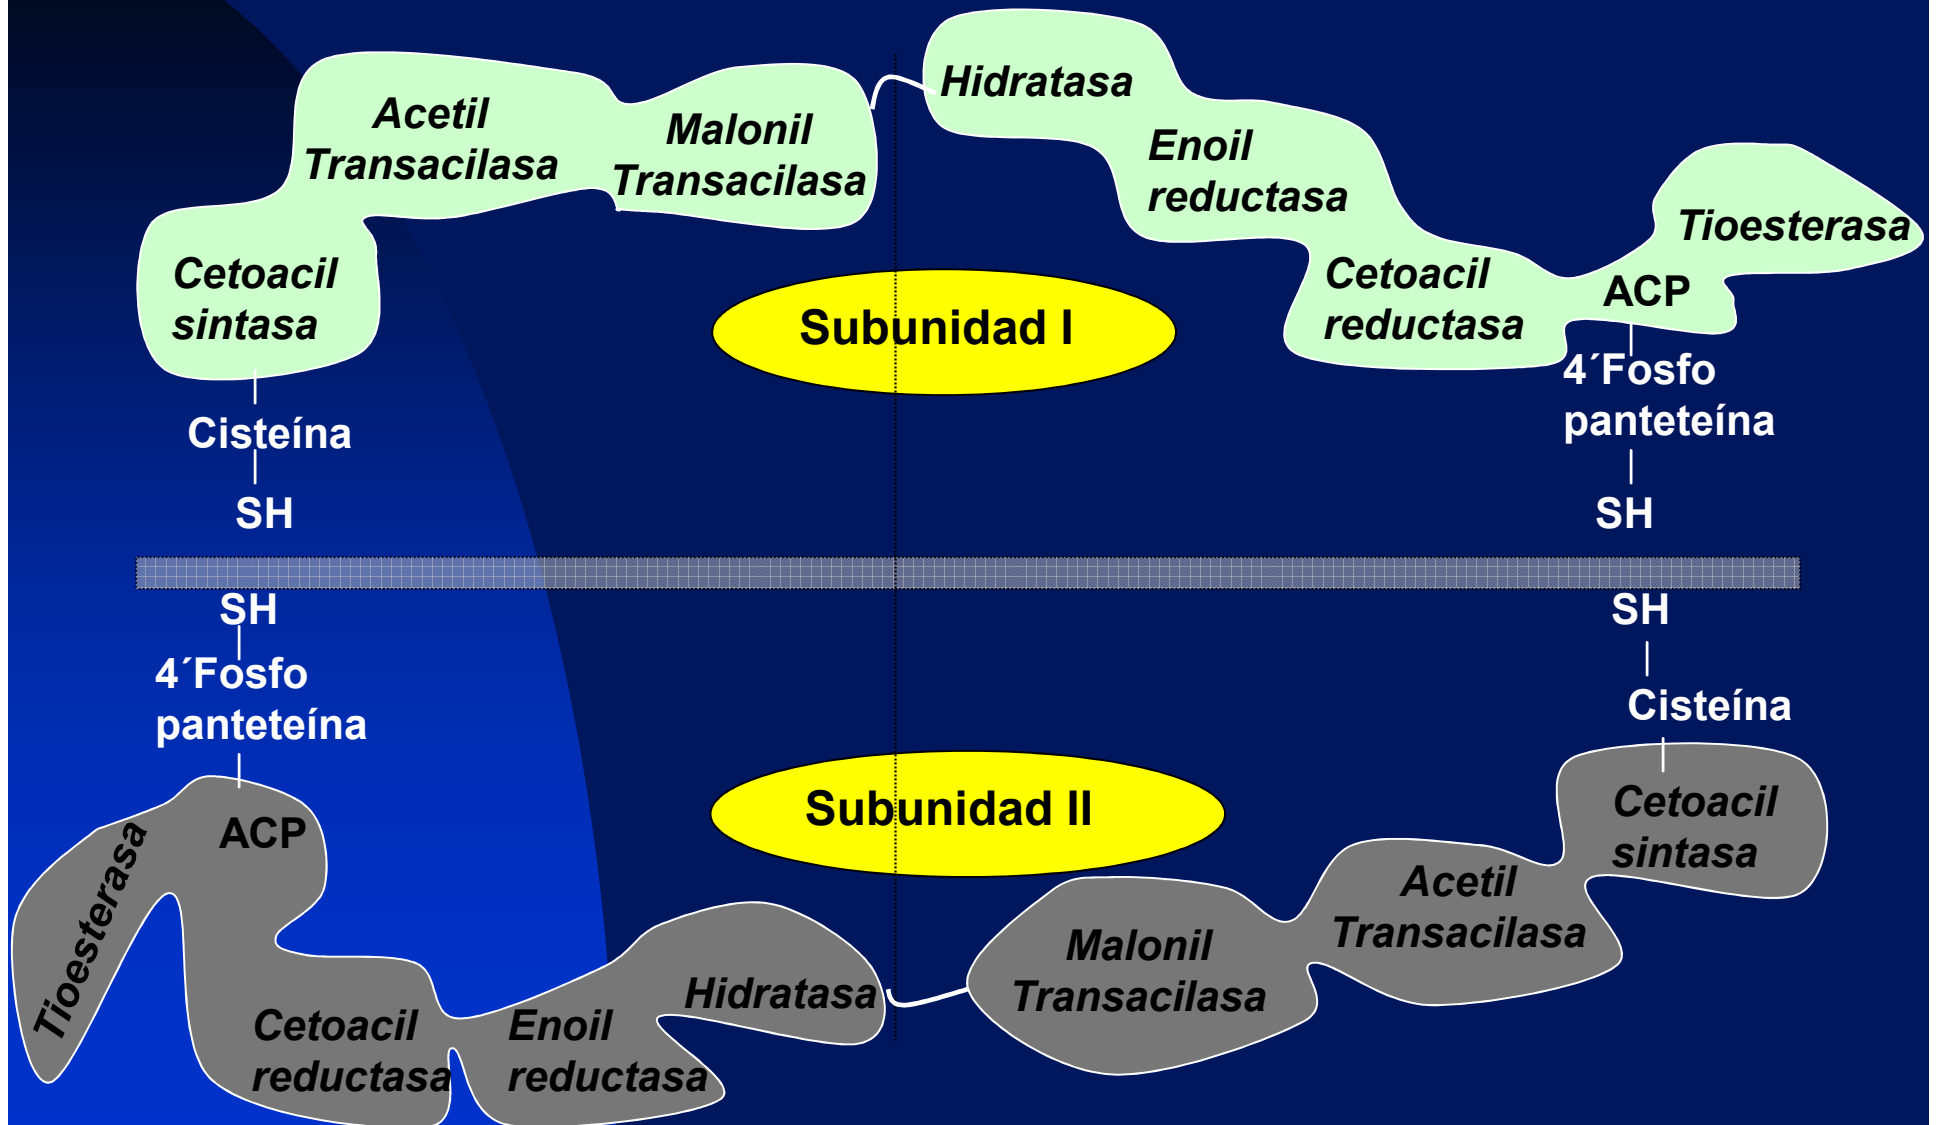 Acetil
Transacilasa
Malonil
Transacilasa
Hidratasa
Enoil
reductasa
Tioesterasa
Cetoacil
sintasa
Cetoacil
reductasa
ACP
Subunidad I
4´Fosfo
panteteína
Cisteína
SH
SH
SH
SH
4´Fosfo
panteteína
Cisteína
Subunidad II
ACP
Tioesterasa
Cetoacil
sintasa
Acetil
Transacilasa
Malonil
Transacilasa
Hidratasa
Cetoacil
reductasa
Enoil
reductasa